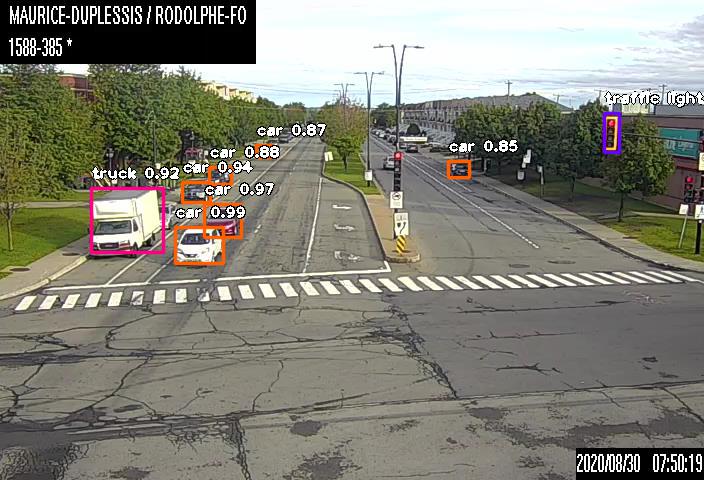 MAURICE-DUPLESSIS / RODOLPHE-FO
1588-385 *
traffic light
car 0.87
car 0.88
car 0.85
car 0.94
truck 0.92
car 0.97
car 0.99
2020/08/30 07:50:19